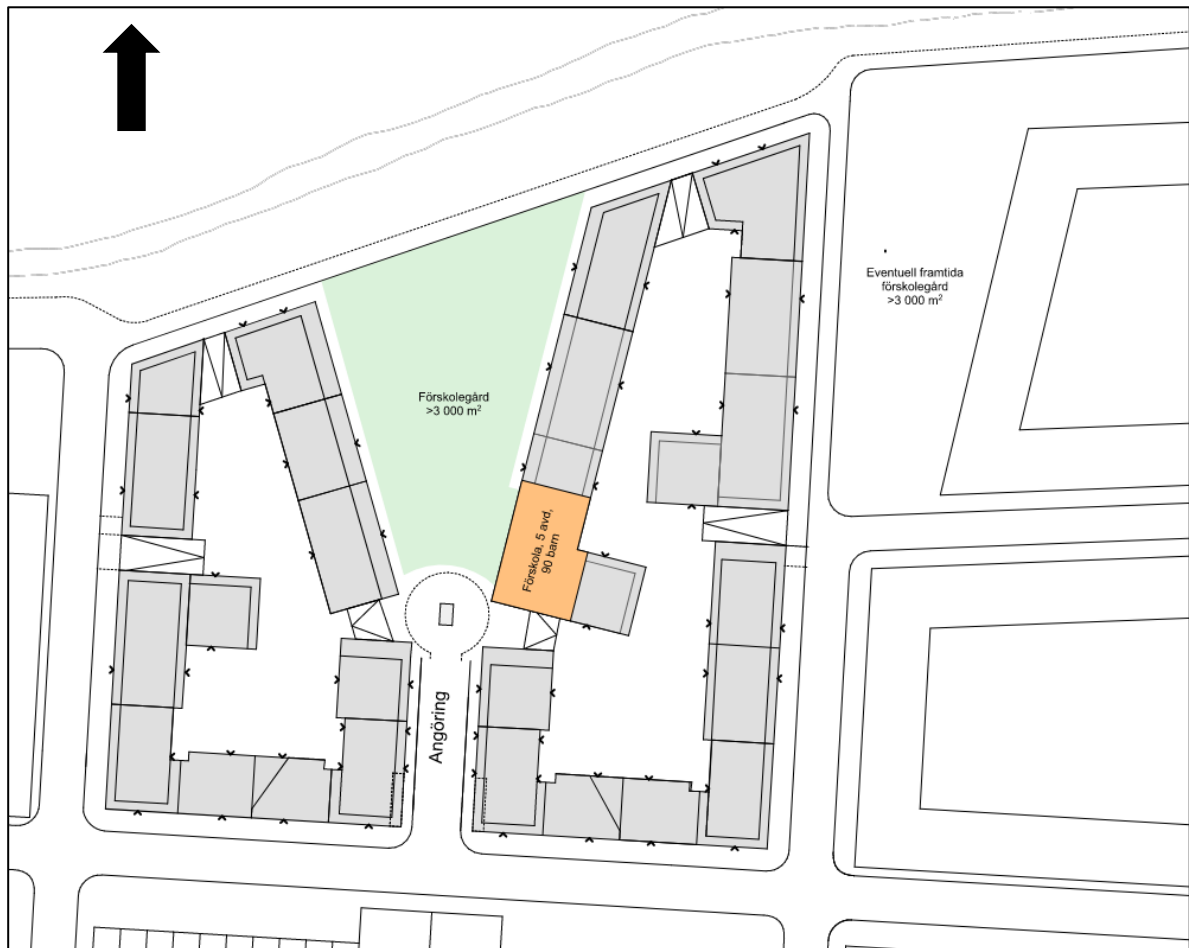 Eventuell framtida
förskolegård
>3 000 m²
Förskolegård
>3 000 m²
Förskola, 5 avd,
90 barn
Angöring